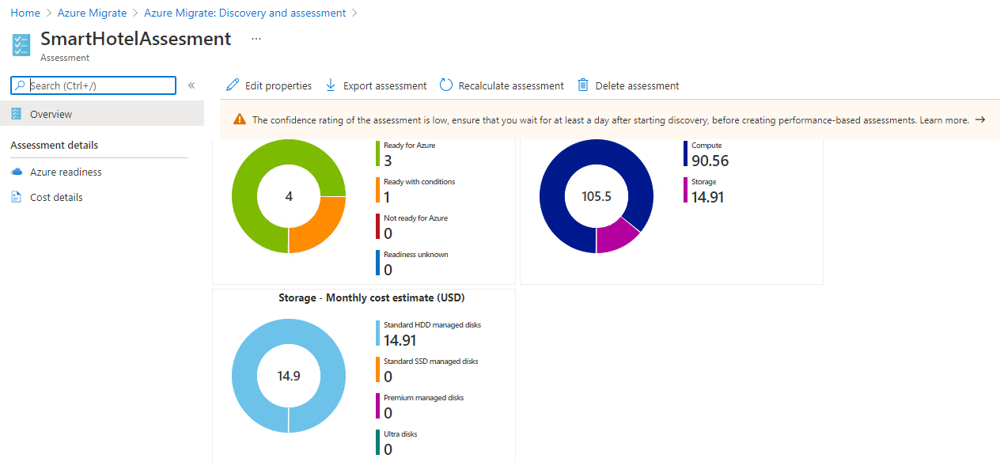 Home > Azure Migrate > Azure Migrate: Discovery and assessment >
SmartHotelAssesment ...
Assessment
Search (Ctrl+/) «
Edit properties Export assessment Recalculate assessment Delete assessment
Overview
The confidence rating of the assessment is low, ensure that you wait for at least a day after starting discovery, before creating performance-based assessments. Learn more. →
Assessment details
Azure readiness
Cost details
4
Ready for Azure
3
Ready with conditions
1
Not ready for Azure
0
Readiness unknown
0
105.5
Compute
90.56
Storage
14.91
Storage - Monthly cost estimate (USD)
14.9
Standard HDD managed disks
14.91
Standard SSD managed disks
0
Premium managed disks
0
Ultra disks
0